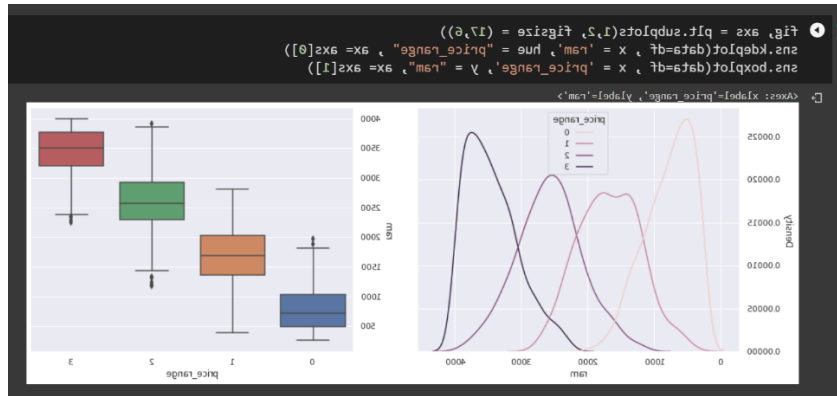 fig, axs = plt.subplots(1,2, figsize = (17,6))
sns.kdeplot(data=df , x = 'ram', hue = "price_range" , ax= axs[0])
sns.boxplot(data=df , x = 'price_range', y = "ram", ax= axs[1])
<Axes: xlabel='price_range', ylabel='ram'>
price_range
0
1
2
3
0.00025
0.00020
0.00015
0.00010
0.00005
0.00000
Density
0 1000 2000 3000 4000
ram
4000
3500
3000
2500
2000
1500
1000
500
ram
0 1 2 3
price_range